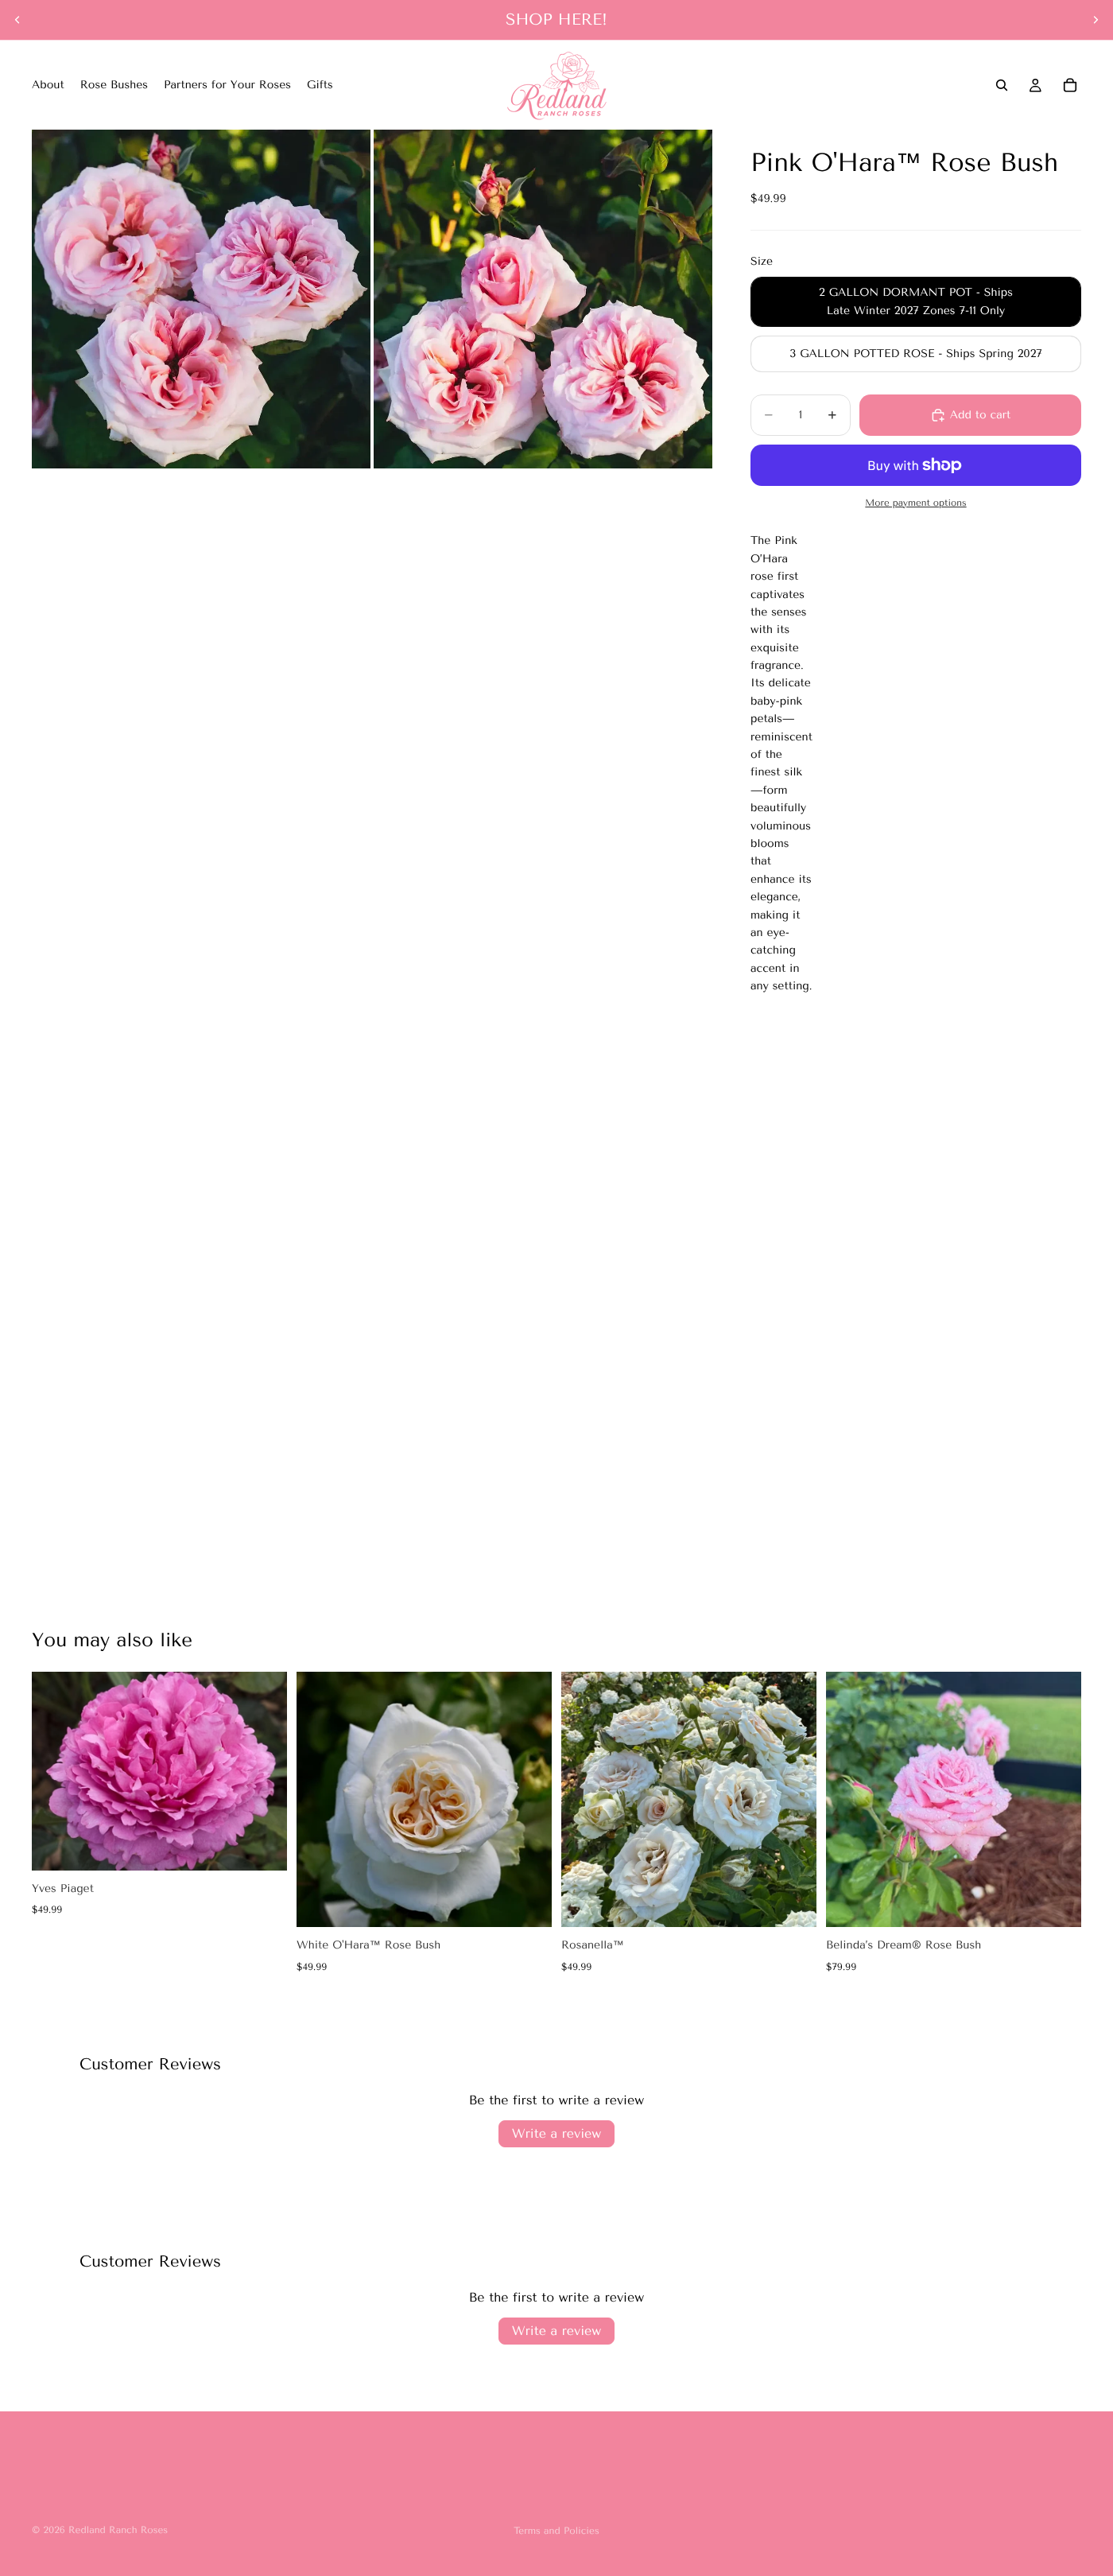 SHOP HERE!
About Rose Bushes Partners for Your Roses Gifts
Redland
RANCH ROSES
Pink O'Hara™ Rose Bush
$49.99
Size
2 GALLON DORMANT POT - Ships
Late Winter 2027 Zones 7-11 Only
3 GALLON POTTED ROSE - Ships Spring 2027
1
Add to cart
Buy with shop
More payment options
The Pink
O'Hara
rose first
captivates
the senses
with its
exquisite
fragrance.
Its delicate
baby-pink
petals—
reminiscent
of the
finest silk
—form
beautifully
voluminous
blooms
that
enhance its
elegance,
making it
an eye-
catching
accent in
any setting.
You may also like
Yves Piaget
$49.99
White O'Hara™ Rose Bush
$49.99
Rosanella™
$49.99
Belinda's Dream® Rose Bush
$79.99
Customer Reviews
Be the first to write a review
Write a review
Customer Reviews
Be the first to write a review
Write a review
© 2026 Redland Ranch Roses
Terms and Policies